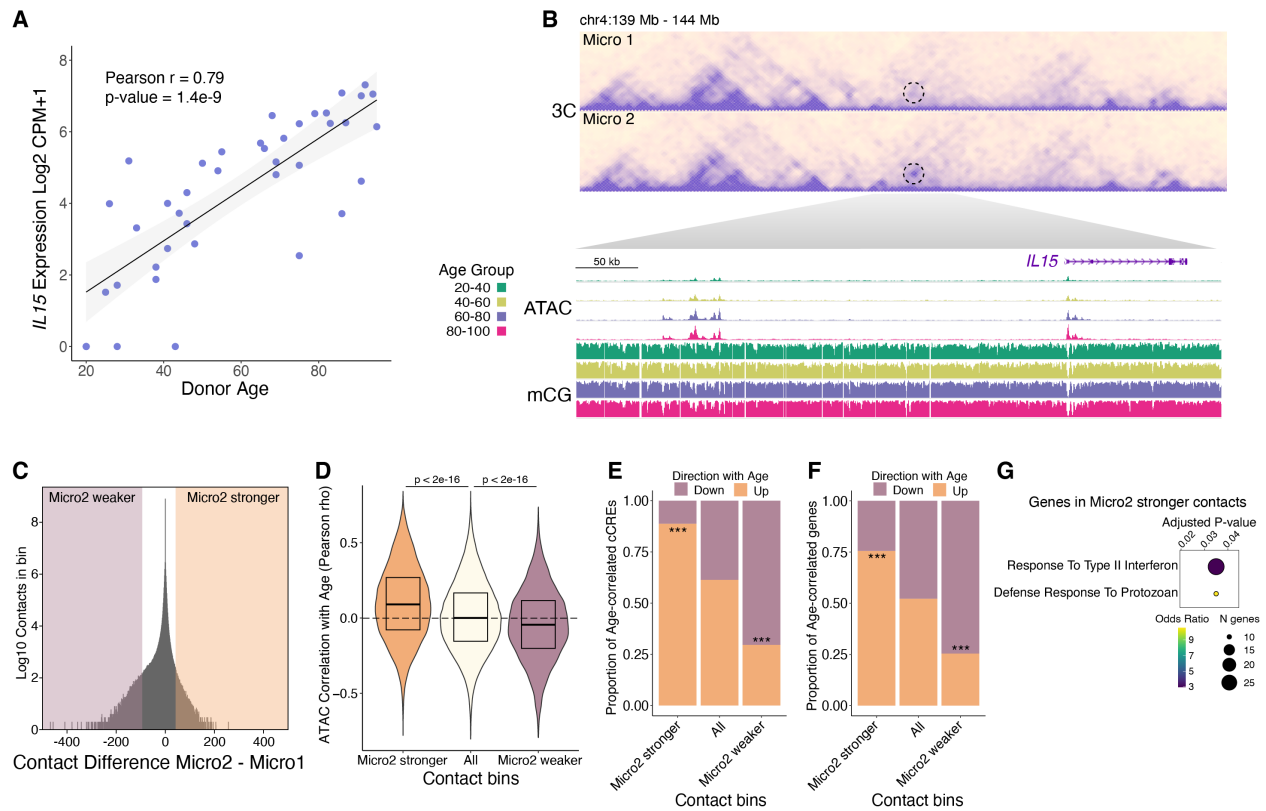 A
IL15 Expression Log2 CPM+1
8
6
4
2
0
Pearson r = 0.79
p-value = 1.4e-9
20
40
60
80
Donor Age
B
chr4:139 Mb - 144 Mb
Micro 1
3C
Micro 2
50 kb
IL15
Age Group
20-40
40-60
60-80
80-100
ATAC
mCG
C
Log10 Contacts in bin
Micro2 weaker
Micro2 stronger
8
6
4
2
0
-400
-200
0
200
400
Contact Difference Micro2 - Micro1
D
ATAC Correlation with Age (Pearson rho)
p < 2e-16
p < 2e-16
0.5
0.0
−0.5
Micro2 stronger
All
Micro2 weaker
Contact bins
E
Direction with Age
Down
Up
Proportion of Age-correlated cCREs
1.00
0.75
0.50
0.25
0.00
***
***
Micro2 stronger
All
Micro2 weaker
Contact bins
F
Direction with Age
Down
Up
Proportion of Age-correlated genes
1.00
0.75
0.50
0.25
0.00
***
***
Micro2 stronger
All
Micro2 weaker
Contact bins
G
Genes in Micro2 stronger contacts
Adjusted P-value
0.02
0.03
0.04
Response To Type II Interferon
Defense Response To Protozoan
Odds Ratio
9
7
5
3
N genes
10
15
20
25